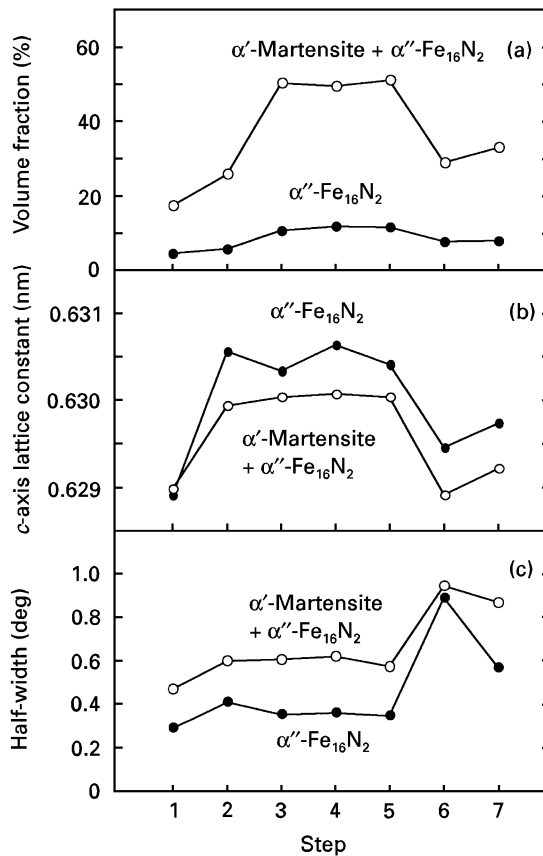 Volume fraction (%)
60
40
20
0
α′-Martensite + α″-Fe₁₆N₂
(a)
α″-Fe₁₆N₂
c-axis lattice constant (nm)
0.631
0.630
0.629
α″-Fe₁₆N₂
(b)
α′-Martensite
+ α″-Fe₁₆N₂
Half-width (deg)
1.0
0.8
0.6
0.4
0.2
0
(c)
α′-Martensite
+ α″-Fe₁₆N₂
α″-Fe₁₆N₂
1 2 3 4 5 6 7
Step